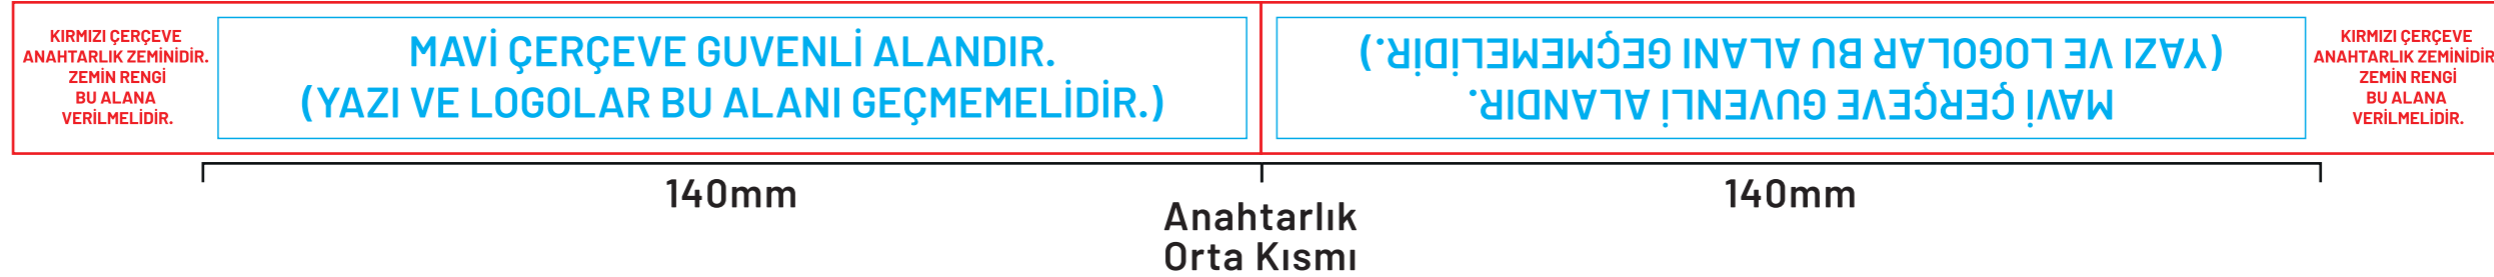 KIRMIZI ÇERÇEVE
ANAHTARLIK ZEMİNİDİR.
ZEMİN RENGİ
BU ALANA
VERİLMELİDİR.
MAVİ ÇERÇEVE GUVENLİ ALANDIR.
(YAZI VE LOGOLAR BU ALANI GEÇMEMELİDİR.)
MAVİ ÇERÇEVE GUVENLİ ALANDIR.
(YAZI VE LOGOLAR BU ALANI GEÇMEMELİDİR.)
KIRMIZI ÇERÇEVE
ANAHTARLIK ZEMİNİDİR
ZEMİN RENGİ
BU ALANA
VERİLMELİDİR.
140mm
140mm
Anahtarlık
Orta Kısmı